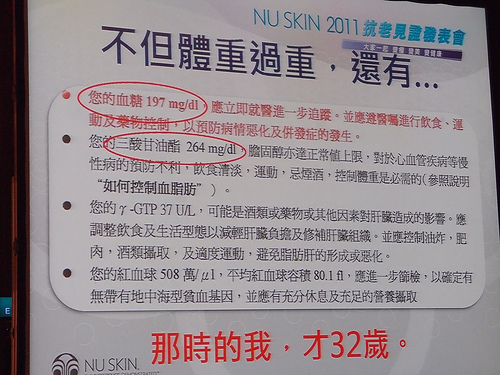 NU SKIN 2011 抗老見證發表會
大家一起 變瘦 變美 變健康
不但體重過重，還有...
您的血糖 197 mg/dl，應立即就醫進一步追蹤。並應遵醫囑進行飲食、運
動及藥物控制，以預防病情惡化及併發症的發生。
您的三酸甘油酯 264 mg/dl，膽固醇亦達正常值上限，對於心血管疾病等慢
性病的預防不利，飲食清淡，運動，忌煙酒，控制體重是必需的(參照說明
“如何控制血脂肪”)。
您的γ-GTP 37 U/L，可能是酒類或藥物或其他因素對肝臟造成的影響。應
調整飲食及生活型態以減輕肝臟負擔及修補肝臟組織。並應控制油炸，肥
肉，酒類攝取，及適度運動，避免脂肪肝的形成或惡化。
您的紅血球 508 萬/μl，平均紅血球容積 80.1 fl，應進一步篩檢，以確定有
無帶有地中海型貧血基因，並應有充分休息及充足的營養攝取
那時的我，才32歲。
NU SKIN
E